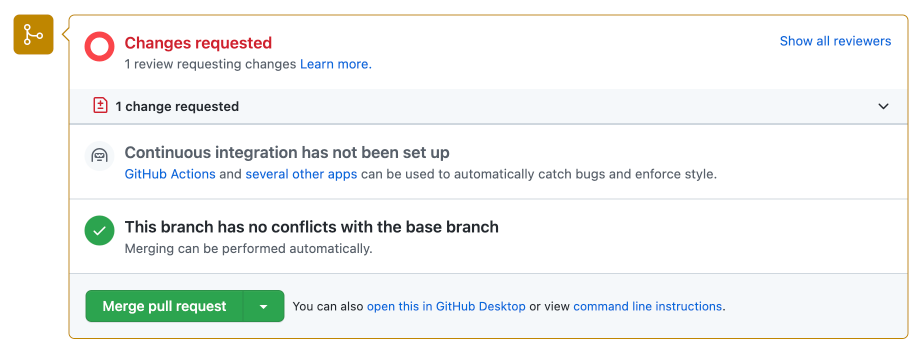 Changes requested
Show all reviewers
1 review requesting changes Learn more.
1 change requested
Continuous integration has not been set up
GitHub Actions and several other apps can be used to automatically catch bugs and enforce style.
This branch has no conflicts with the base branch
Merging can be performed automatically.
Merge pull request
You can also open this in GitHub Desktop or view command line instructions.